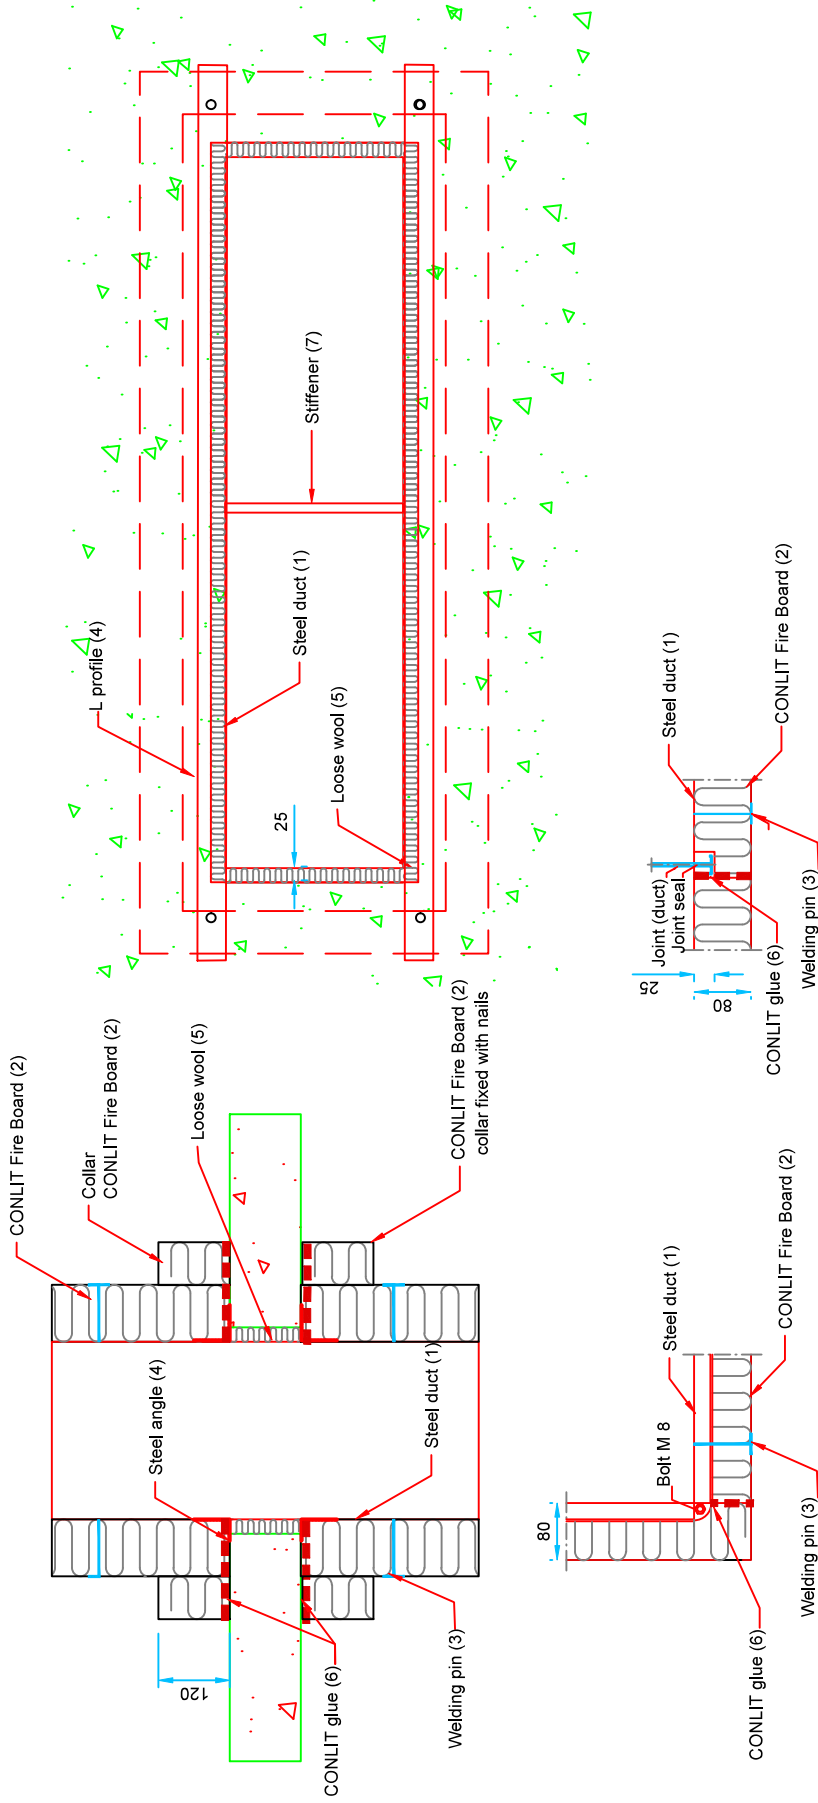 CONLIT Fire Board (2)
Collar
CONLIT Fire Board (2)
Loose wool (5)
CONLIT Fire Board (2)
collar fixed with nails
Steel angle (4)
Steel duct (1)
120
CONLIT glue (6)
Welding pin (3)
L profile (4)
Stiffener (7)
Steel duct (1)
Loose wool (5)
25
80
Bolt M 8
Steel duct (1)
CONLIT Fire Board (2)
Welding pin (3)
CONLIT glue (6)
Steel duct (1)
CONLIT Fire Board (2)
Joint (duct)
Joint seal
25
80
CONLIT glue (6)
Welding pin (3)